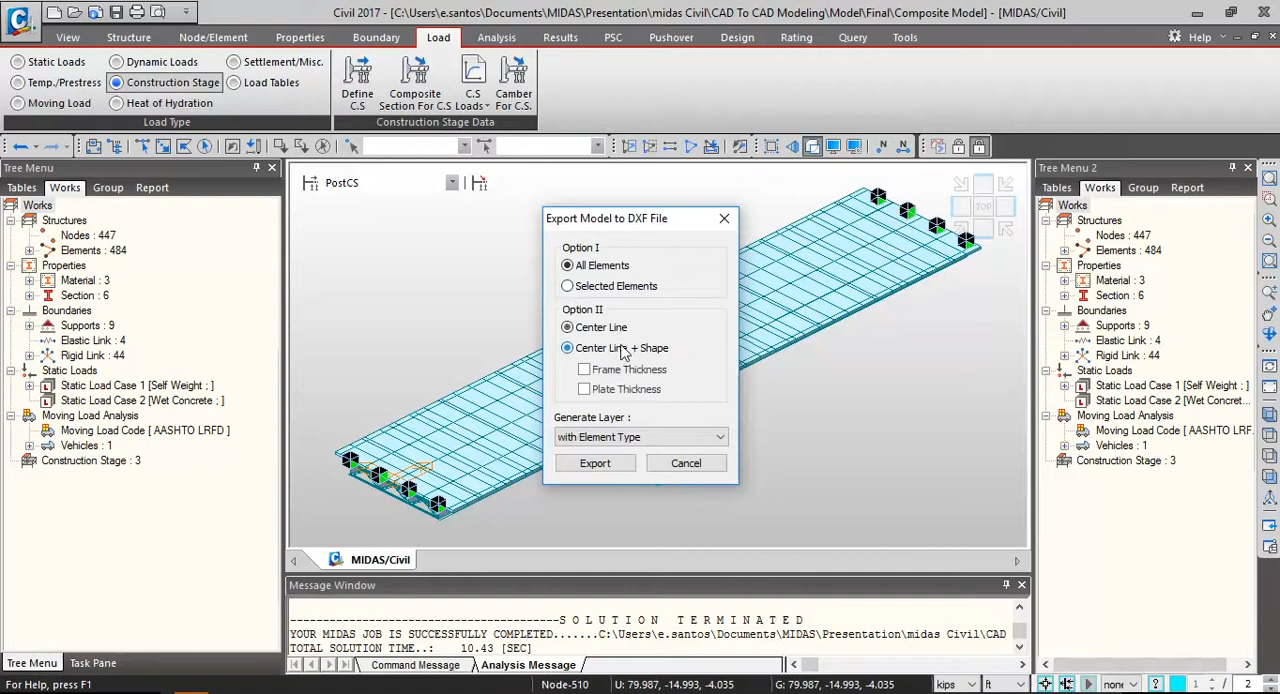 Civil 2017 - [C:\Users\e.santos\Documents\MIDAS\Presentation\midas Civil\CAD To CAD Modeling\Model\Final\Composite Model] - [MIDAS/Civil]
View Structure Node/Element Properties Boundary Load Analysis Results PSC Pushover Design Rating Query Tools Help
Static Loads Dynamic Loads Settlement/Misc.
Temp./Prestress Construction Stage Load Tables
Moving Load Heat of Hydration
Load Type
Define C.S
Composite Section For C.S
C.S Loads
Camber For C.S.
Construction Stage Data
Tree Menu
Tables Works Group Report
Works
Structures
Nodes : 447
Elements : 484
Properties
Material : 3
Section : 6
Boundaries
Supports : 9
Elastic Link : 4
Rigid Link : 44
Static Loads
Static Load Case 1 [Self Weight ; ]
Static Load Case 2 [Wet Concrete ; ]
Moving Load Analysis
Moving Load Code [ AASHTO LRFD ]
Vehicles : 1
Construction Stage : 3
Tree Menu Task Pane
PostCS
TOP
Export Model to DXF File
Option I
All Elements
Selected Elements
Option II
Center Line
Center Line + Shape
Frame Thickness
Plate Thickness
Generate Layer :
with Element Type
Export Cancel
MIDAS/Civil
Message Window
SOLUTION TERMINATED
YOUR MIDAS JOB IS SUCCESSFULLY COMPLETED.......C:\Users\e.santos\Documents\MIDAS\Presentation\midas Civil\CAD
TOTAL SOLUTION TIME..: 10.43 [SEC]
Command Message Analysis Message
Tree Menu 2
Tables Works Group Report
Works
Structures
Nodes : 447
Elements : 484
Properties
Material : 3
Section : 6
Boundaries
Supports : 9
Elastic Link : 4
Rigid Link : 44
Static Loads
Static Load Case 1 [Self Weight ; ]
Static Load Case 2 [Wet Concret...
Moving Load Analysis
Moving Load Code [ AASHTO LRF...
Vehicles : 1
Construction Stage : 3
For Help, press F1
Node-510
U: 79.987, -14.993, -4.035
G: 79.987, -14.993, -4.035
kips ft none ? 1 / 2